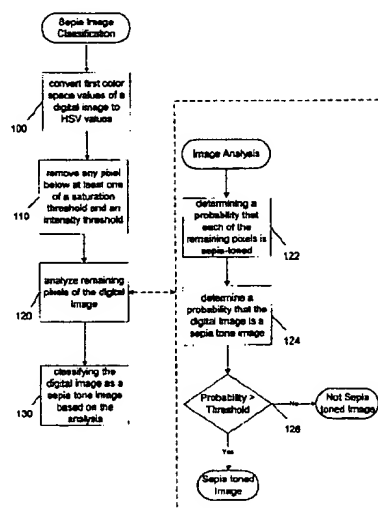 Sepia Image
Classification
convert first color
space values of a
digital image to
HSV values
100
remove any pixel
below at least one
of a saturation
threshold and an
intensity threshold
110
analyze remaining
pixels of the digital
image
120
classifying the
digital image as a
sepia tone image
based on the
analysis
130
Image Analysis
determining a
probability that
each of the
remaining pixels is
sepia-toned
122
determine a
probability that
the digital image is a
sepia tone image
124
Probability >
Threshold
126
No
Not Sepia
toned Image
Yes
Sepia toned
Image